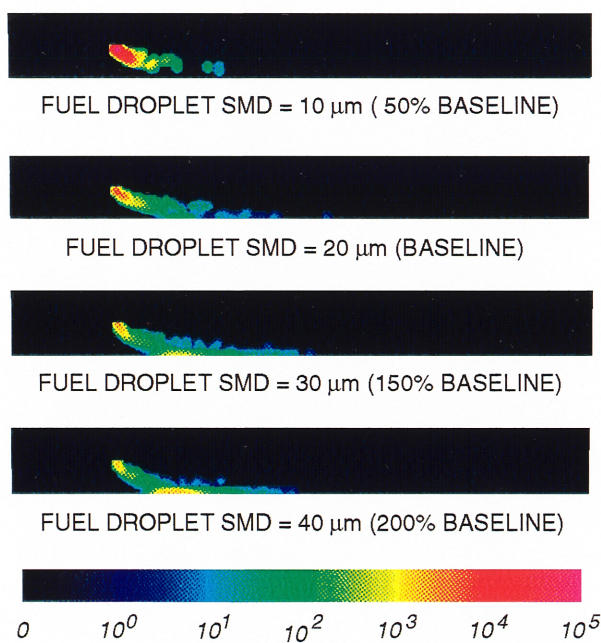 FUEL DROPLET SMD = 10 μm ( 50% BASELINE)
FUEL DROPLET SMD = 20 μm (BASELINE)
FUEL DROPLET SMD = 30 μm (150% BASELINE)
FUEL DROPLET SMD = 40 μm (200% BASELINE)
0 10⁰ 10¹ 10² 10³ 10⁴ 10⁵